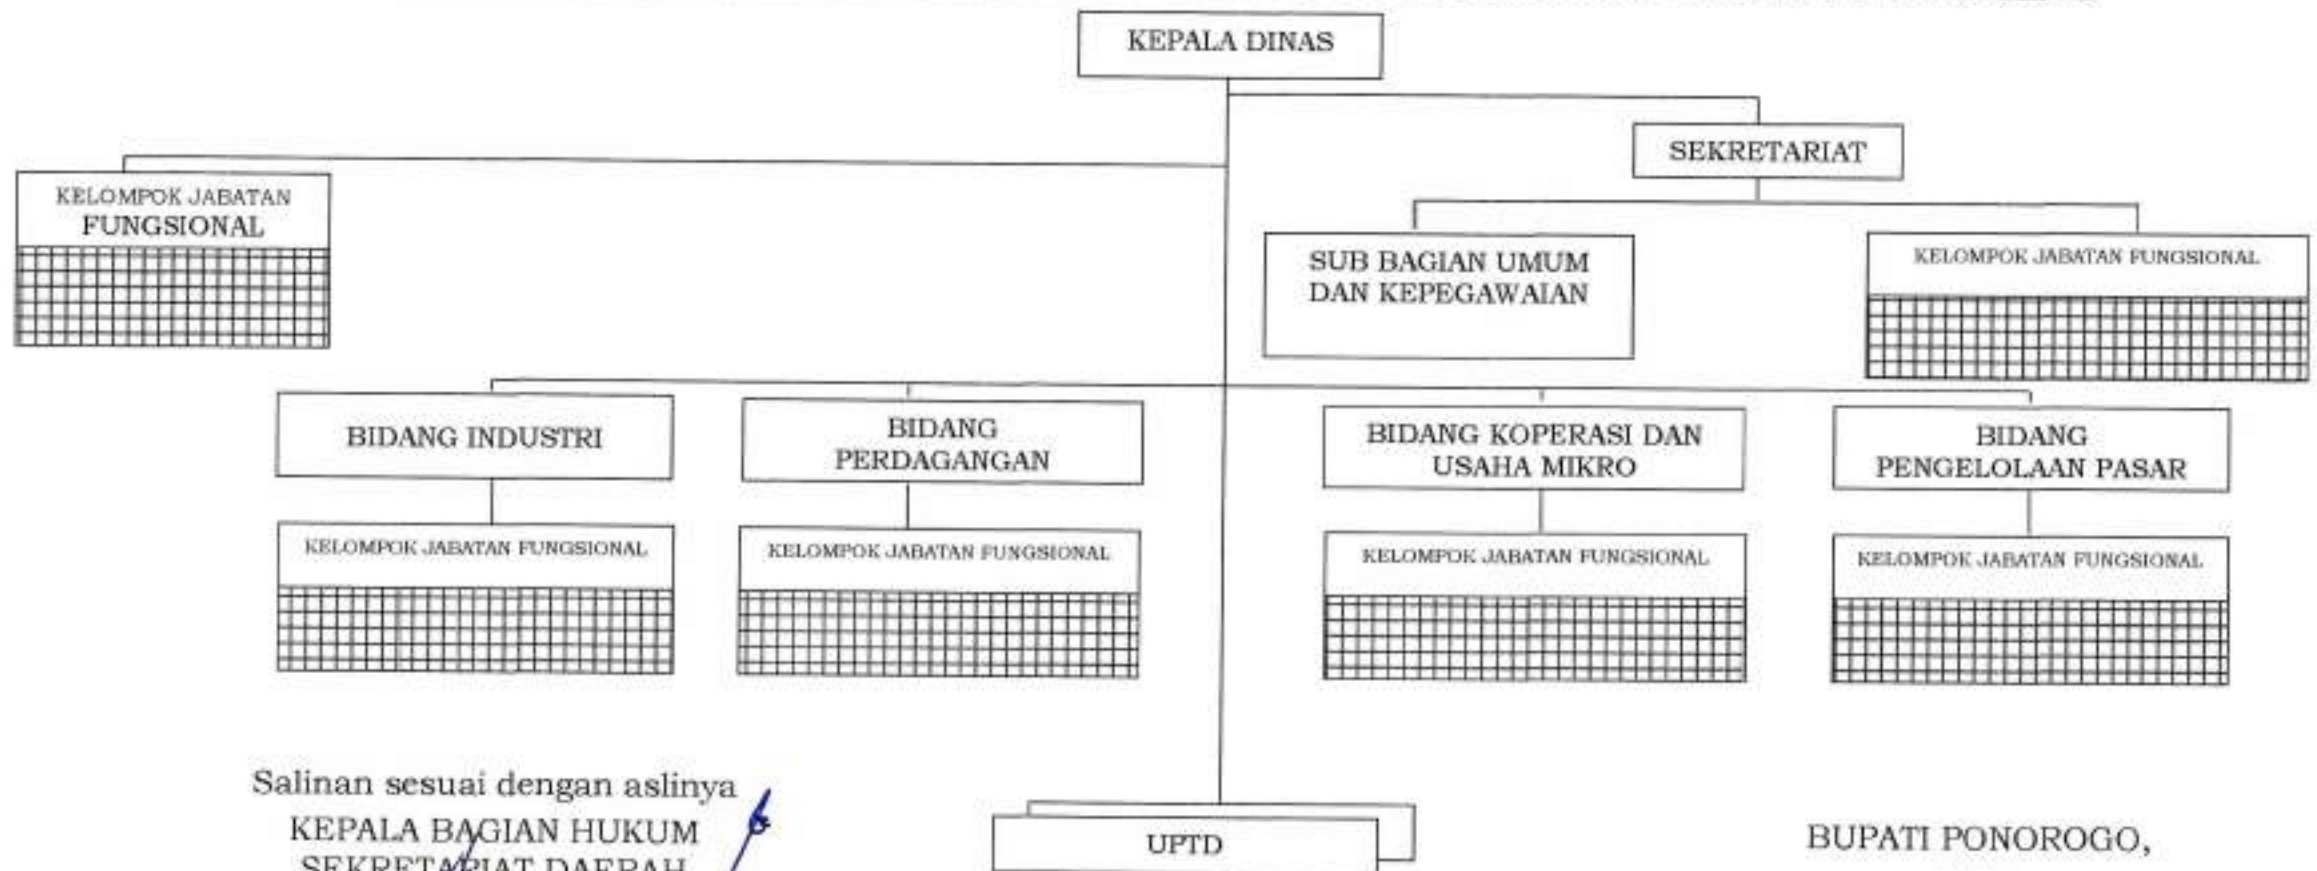 KEPALA DINAS
SEKRETARIAT
KELOMPOK JABATAN
FUNGSIONAL
SUB BAGIAN UMUM
DAN KEPEGAWAIAN
KELOMPOK JABATAN FUNGSIONAL
BIDANG INDUSTRI
BIDANG
PERDAGANGAN
BIDANG KOPERASI DAN
USAHA MIKRO
BIDANG
PENGELOLAAN PASAR
KELOMPOK JABATAN FUNGSIONAL
KELOMPOK JABATAN FUNGSIONAL
KELOMPOK JABATAN FUNGSIONAL
KELOMPOK JABATAN FUNGSIONAL
Salinan sesuai dengan aslinya
KEPALA BAGIAN HUKUM
SEKRETARIAT DAERAH
UPTD
BUPATI PONOROGO,